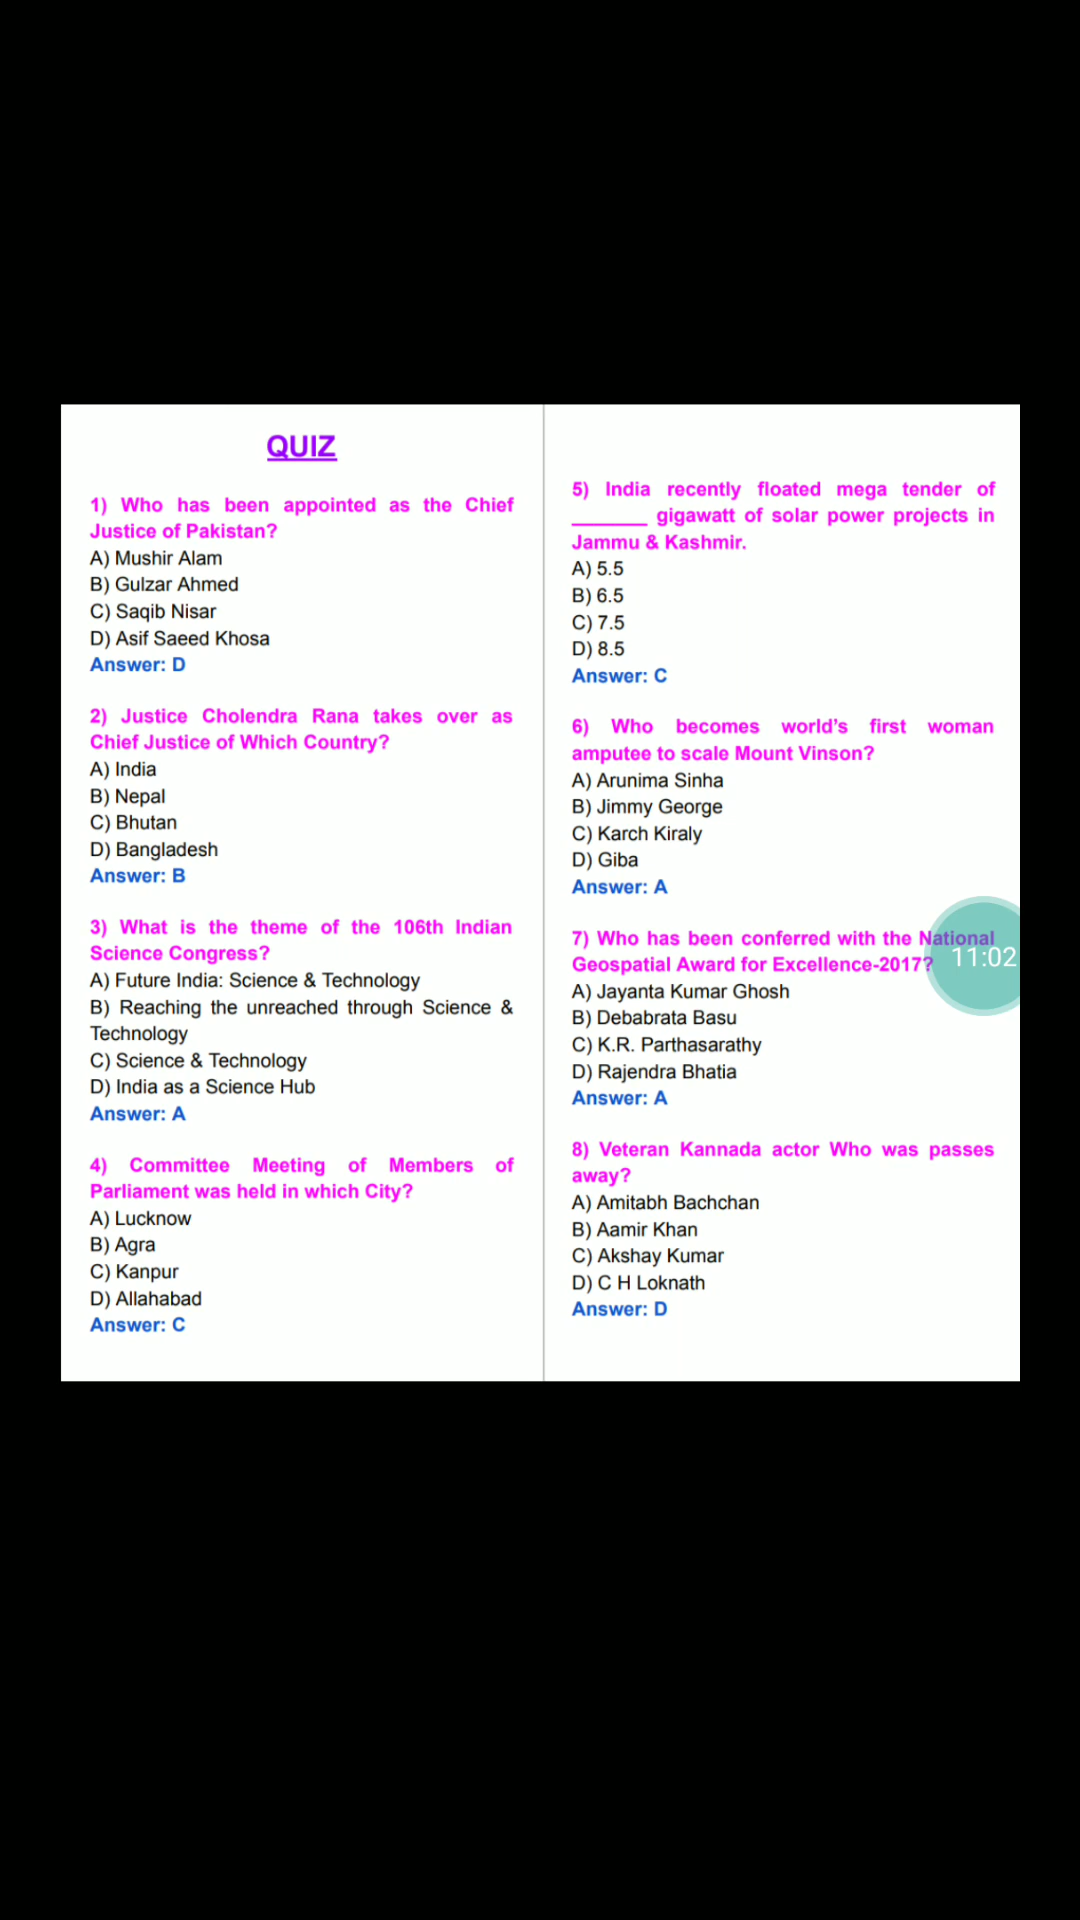 QUIZ
1) Who has been appointed as the Chief
Justice of Pakistan?
A) Mushir Alam
B) Gulzar Ahmed
C) Saqib Nisar
D) Asif Saeed Khosa
Answer: D
2) Justice Cholendra Rana takes over as
Chief Justice of Which Country?
A) India
B) Nepal
C) Bhutan
D) Bangladesh
Answer: B
3) What is the theme of the 106th Indian
Science Congress?
A) Future India: Science & Technology
B) Reaching the unreached through Science &
Technology
C) Science & Technology
D) India as a Science Hub
Answer: A
4) Committee Meeting of Members of
Parliament was held in which City?
A) Lucknow
B) Agra
C) Kanpur
D) Allahabad
Answer: C
5) India recently floated mega tender of
_______ gigawatt of solar power projects in
Jammu & Kashmir.
A) 5.5
B) 6.5
C) 7.5
D) 8.5
Answer: C
6) Who becomes world's first woman
amputee to scale Mount Vinson?
A) Arunima Sinha
B) Jimmy George
C) Karch Kiraly
D) Giba
Answer: A
7) Who has been conferred with the National
Geospatial Award for Excellence-2017?
11:02
A) Jayanta Kumar Ghosh
B) Debabrata Basu
C) K.R. Parthasarathy
D) Rajendra Bhatia
Answer: A
8) Veteran Kannada actor Who was passes
away?
A) Amitabh Bachchan
B) Aamir Khan
C) Akshay Kumar
D) C H Loknath
Answer: D